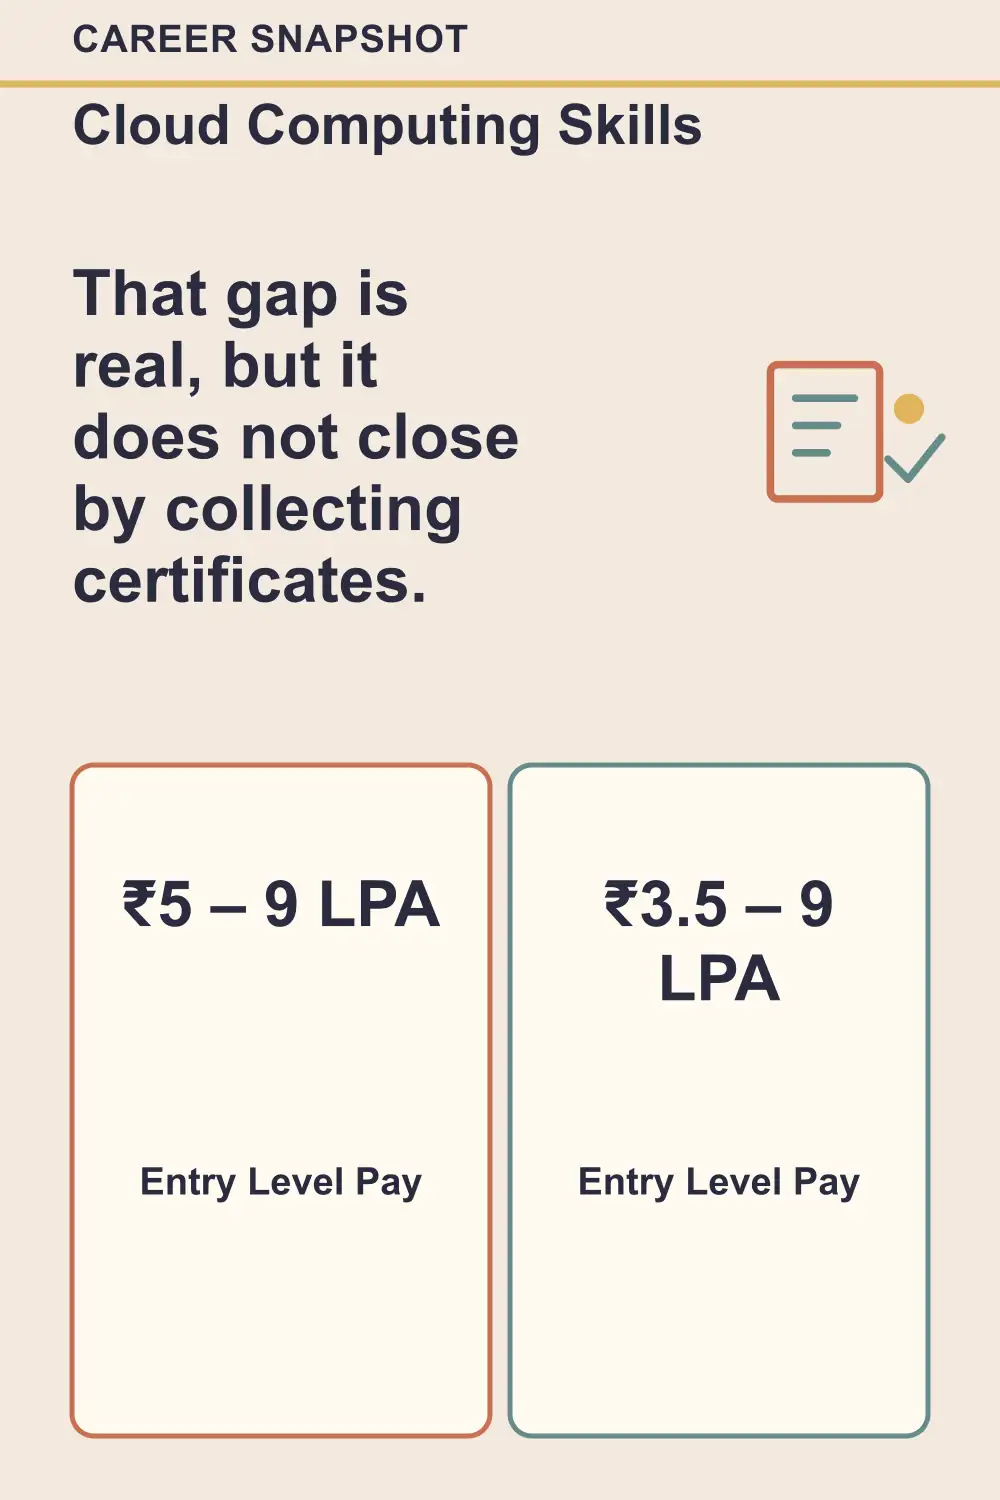 CAREER SNAPSHOT
Cloud Computing Skills
That gap is
real, but it
does not close
by collecting
certificates.
₹5 – 9 LPA
Entry Level Pay
₹3.5 – 9
LPA
Entry Level Pay